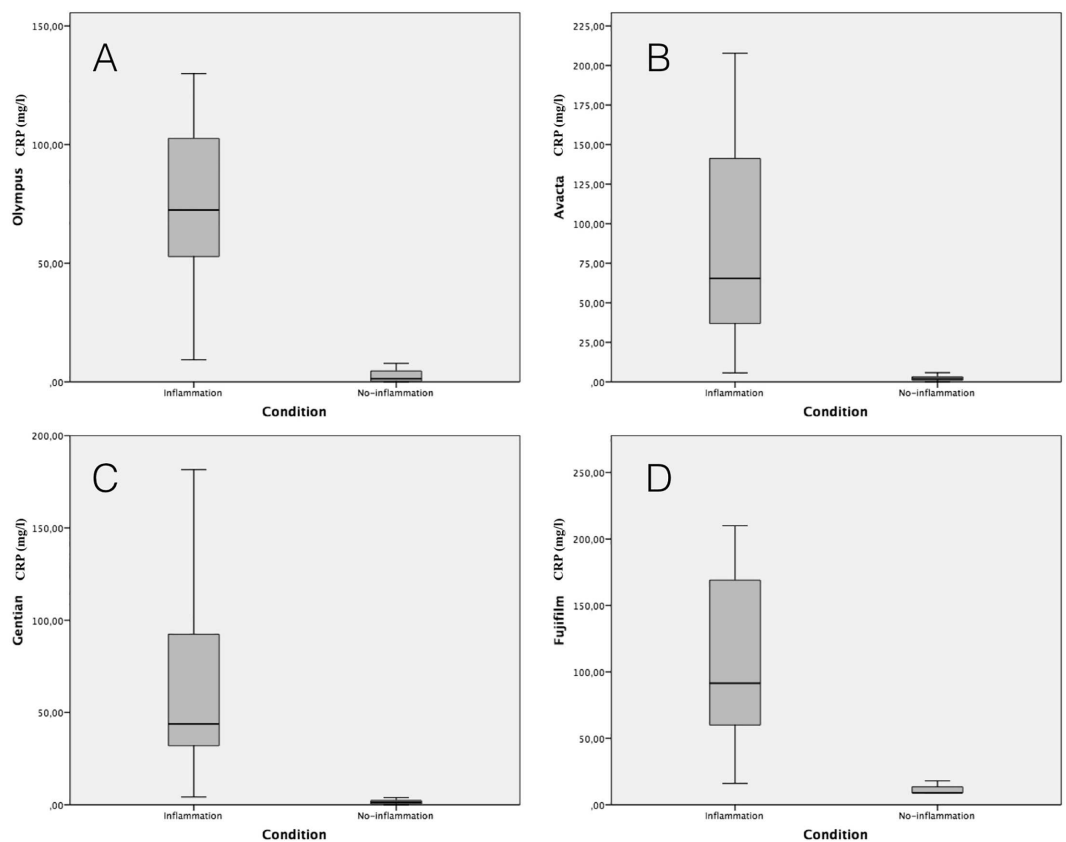 A
150,00
100,00
50,00
,00
Olympus CRP (mg/l)
Inflammation
No-inflammation
Condition
B
225,00
200,00
175,00
150,00
125,00
100,00
75,00
50,00
25,00
,00
Avacta CRP (mg/l)
Inflammation
No-inflammation
Condition
C
200,00
150,00
100,00
50,00
,00
Gentian CRP (mg/l)
Inflammation
No-inflammation
Condition
D
250,00
200,00
150,00
100,00
50,00
,00
Fujifilm CRP (mg/l)
Inflammation
No-inflammation
Condition